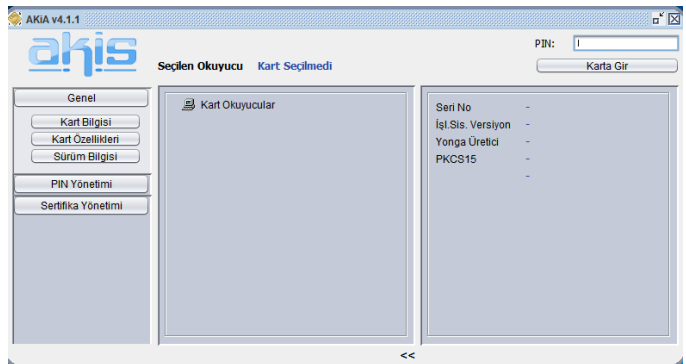 AKiA v4.1.1
akis
PIN:
Seçilen Okuyucu Kart Seçilmedi
Karta Gir
Genel
Kart Bilgisi
Kart Özellikleri
Sürüm Bilgisi
PIN Yönetimi
Sertifika Yönetimi
Kart Okuyucular
Seri No -
İşl.Sis. Versiyon -
Yonga Üretici -
PKCS15 -
-
<<